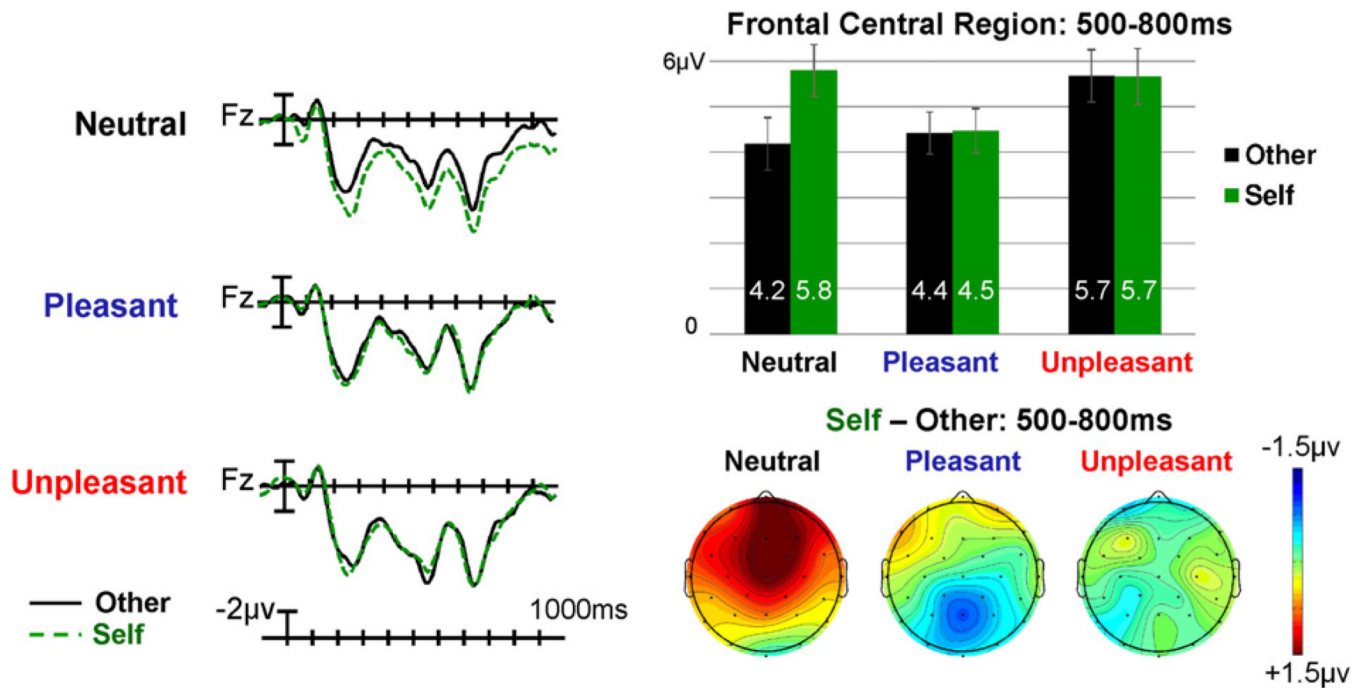 Neutral
Fz
Pleasant
Fz
Unpleasant
Fz
Other
Self
-2µv
1000ms
Frontal Central Region: 500-800ms
6µV
0
4.2 5.8 4.4 4.5 5.7 5.7
Neutral Pleasant Unpleasant
Other
Self
Self – Other: 500-800ms
Neutral Pleasant Unpleasant
-1.5µv
+1.5µv